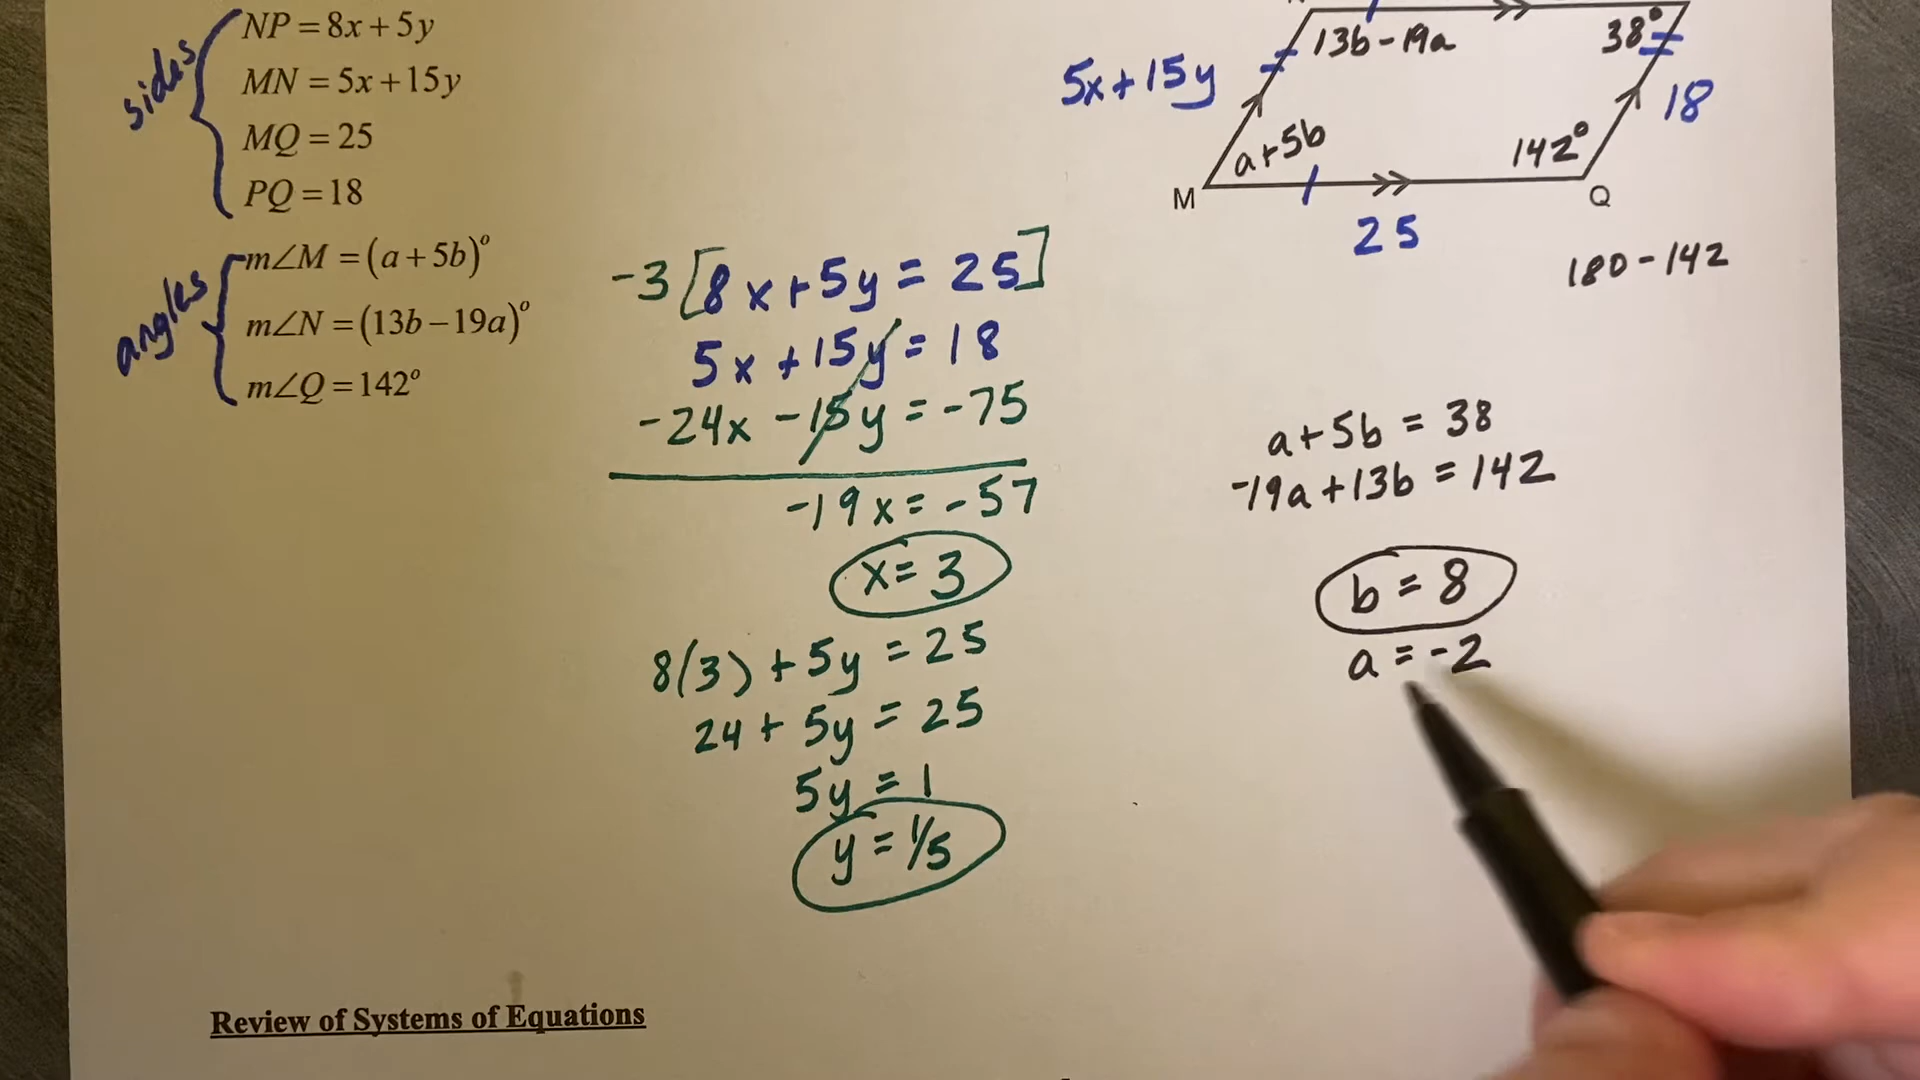 sides
NP = 8x + 5y
MN = 5x + 15y
MQ = 25
PQ = 18
angles
m∠M = (a + 5b)°
m∠N = (13b − 19a)°
m∠Q = 142°
13b - 19a
38°
5x + 15y
18
a + 5b
142°
M
Q
25
180 - 142
-3[8x + 5y = 25]
5x + 15y = 18
-24x - 15y = -75
-19x = -57
x = 3
8(3) + 5y = 25
24 + 5y = 25
5y = 1
y = 1/5
a + 5b = 38
-19a + 13b = 142
b = 8
a = -2
Review of Systems of Equations